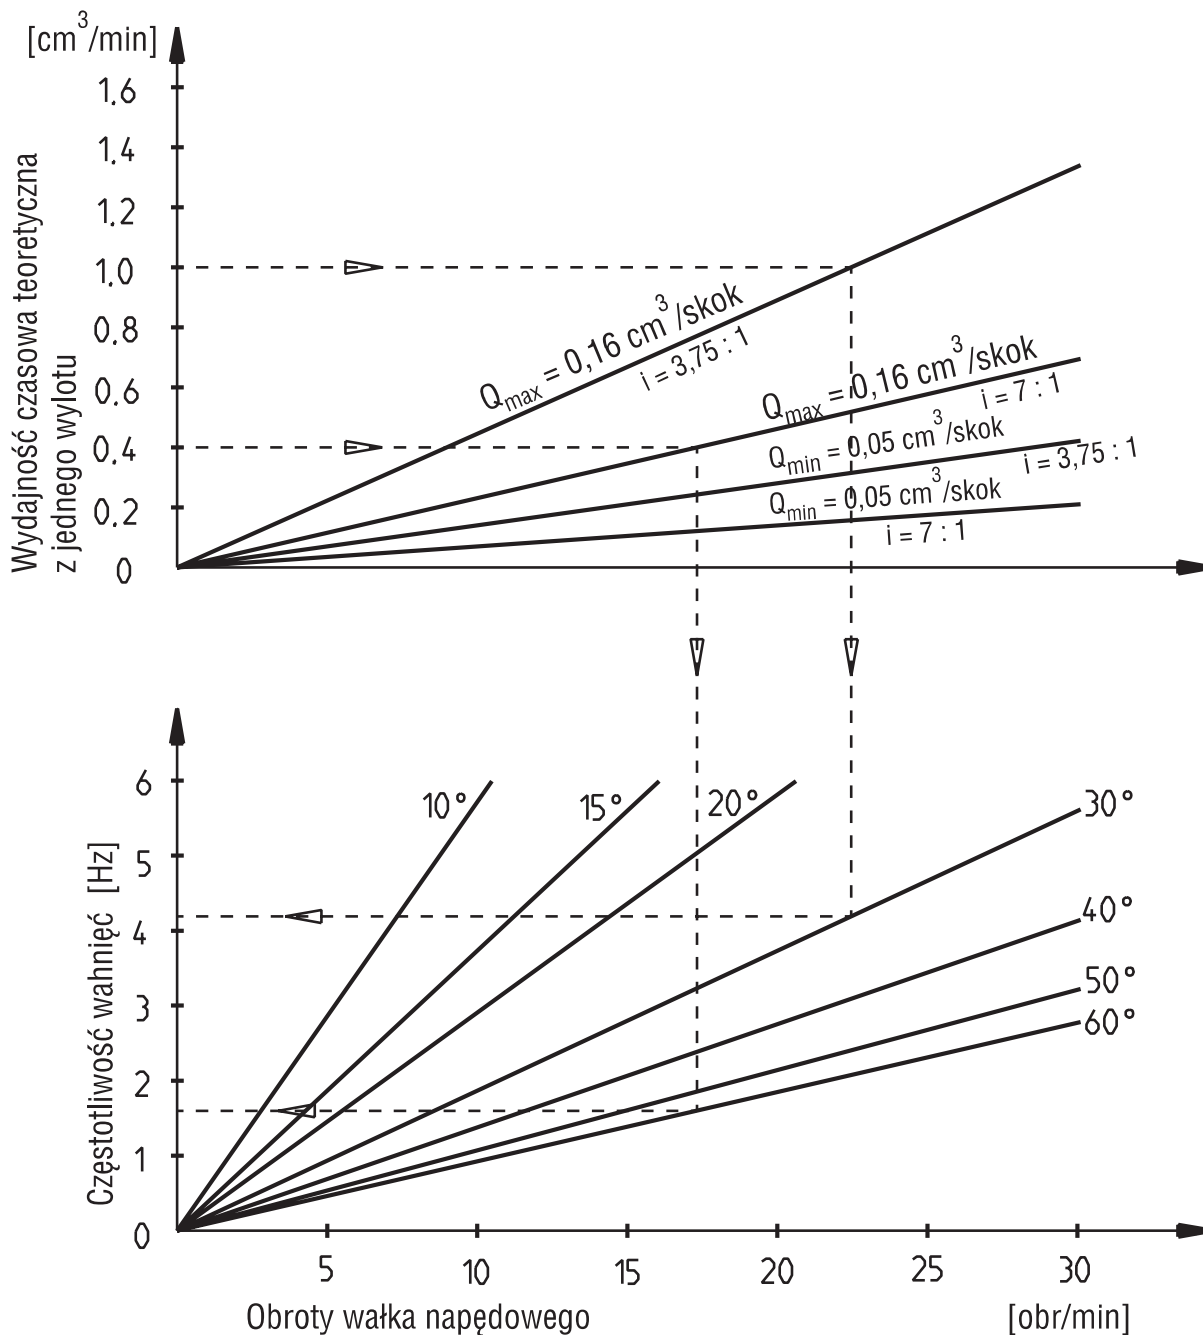 [cm³/min]
1.6
1.4
1.2
1.0
0.8
0.6
0.4
0.2
0
Wydajność czasowa teoretyczna
z jednego wylotu
Qmax = 0,16 cm³/skok
i = 3,75 : 1
Qmax = 0,16 cm³/skok
i = 7 : 1
Qmin = 0,05 cm³/skok
i = 3,75 : 1
Qmin = 0,05 cm³/skok
i = 7 : 1
6
5
4
3
2
1
0
Częstotliwość wahnięć [Hz]
10°
15°
20°
30°
40°
50°
60°
5
10
15
20
25
30
Obroty wałka napędowego
[obr/min]